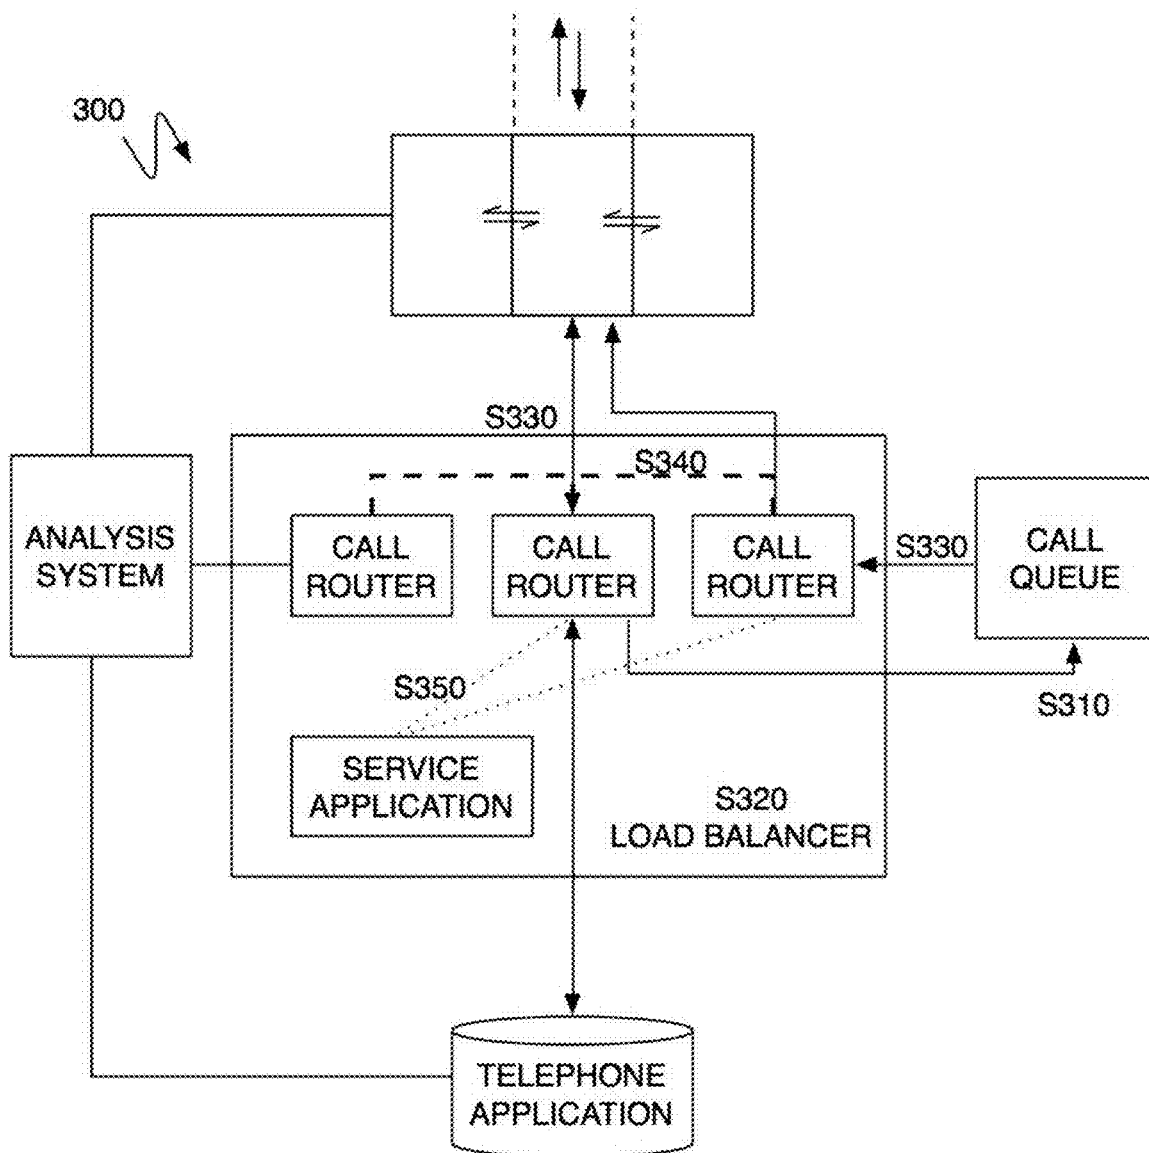 300
S330
S340
ANALYSIS
SYSTEM
CALL
ROUTER
CALL
ROUTER
CALL
ROUTER
S330
CALL
QUEUE
S350
S310
SERVICE
APPLICATION
S320
LOAD BALANCER
TELEPHONE
APPLICATION